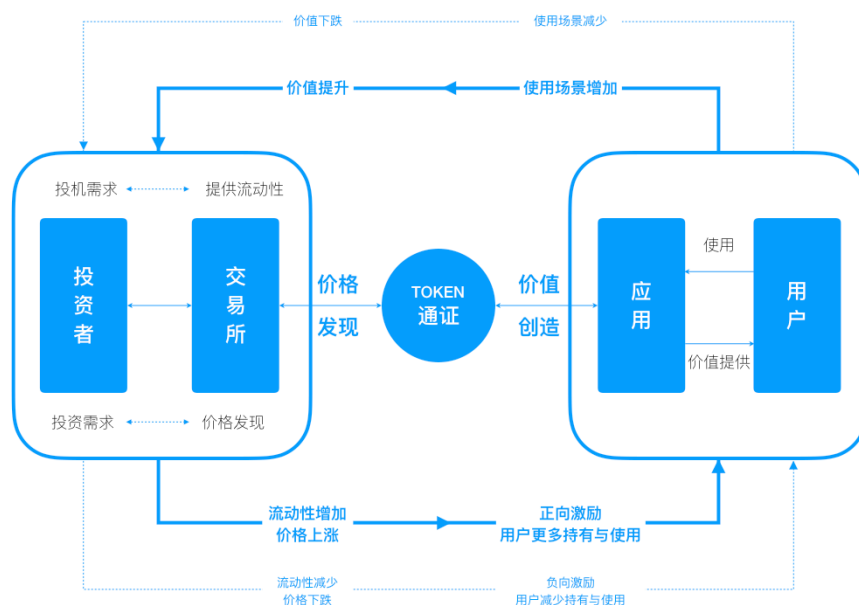 价值下跌
使用场景减少
价值提升
使用场景增加
投机需求
提供流动性
投资者
交易所
价格
发现
TOKEN
通证
价值
创造
应用
使用
用户
价值提供
投资需求
价格发现
流动性增加
价格上涨
正向激励
用户更多持有与使用
流动性减少
价格下跌
负向激励
用户减少持有与使用